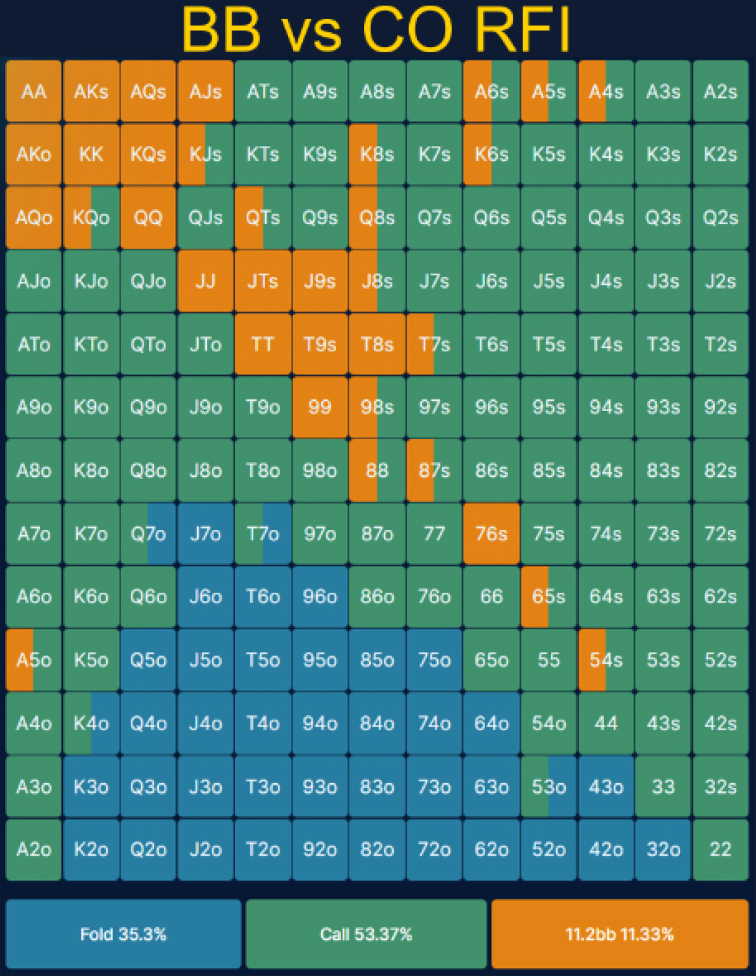 BB vs CO RFI
AA AKs AQs AJs ATs A9s A8s A7s A6s A5s A4s A3s A2s
AKo KK KQs KJs KTs K9s K8s K7s K6s K5s K4s K3s K2s
AQo KQo QQ QJs QTs Q9s Q8s Q7s Q6s Q5s Q4s Q3s Q2s
AJo KJo QJo JJ JTs J9s J8s J7s J6s J5s J4s J3s J2s
ATo KTo QTo JTo TT T9s T8s T7s T6s T5s T4s T3s T2s
A9o K9o Q9o J9o T9o 99 98s 97s 96s 95s 94s 93s 92s
A8o K8o Q8o J8o T8o 98o 88 87s 86s 85s 84s 83s 82s
A7o K7o Q7o J7o T7o 97o 87o 77 76s 75s 74s 73s 72s
A6o K6o Q6o J6o T6o 96o 86o 76o 66 65s 64s 63s 62s
A5o K5o Q5o J5o T5o 95o 85o 75o 65o 55 54s 53s 52s
A4o K4o Q4o J4o T4o 94o 84o 74o 64o 54o 44 43s 42s
A3o K3o Q3o J3o T3o 93o 83o 73o 63o 53o 43o 33 32s
A2o K2o Q2o J2o T2o 92o 82o 72o 62o 52o 42o 32o 22
Fold 35.3% Call 53.37% 11.2bb 11.33%